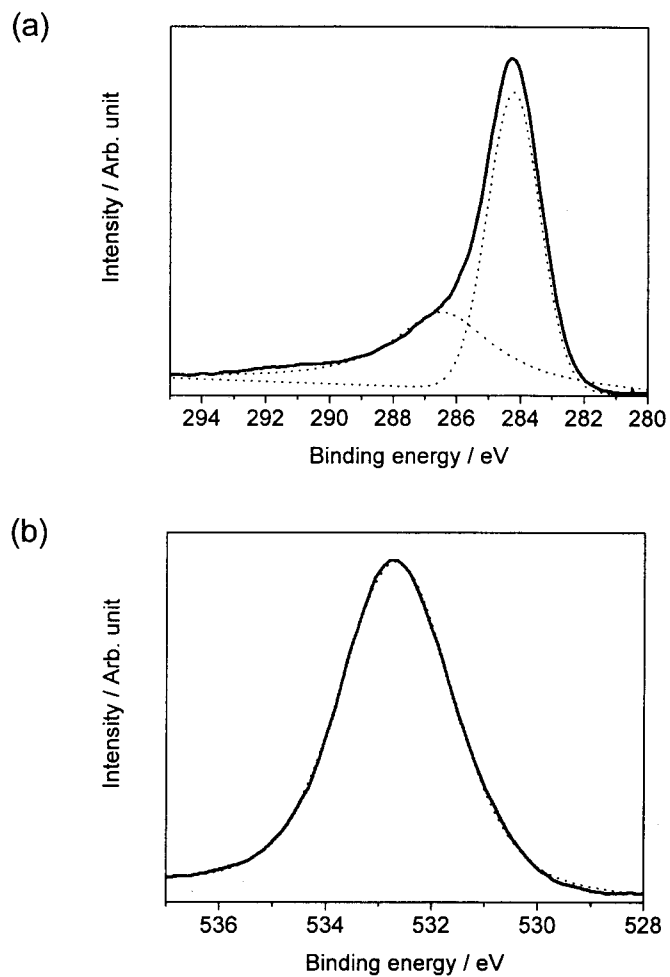 (a)
Intensity / Arb. unit
294 292 290 288 286 284 282 280
Binding energy / eV
(b)
Intensity / Arb. unit
536 534 532 530 528
Binding energy / eV